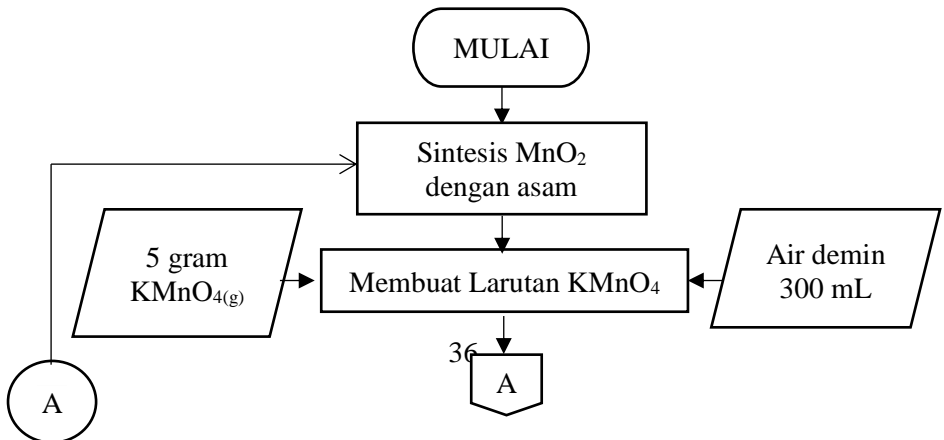 MULAI
Sintesis MnO₂
dengan asam
5 gram
KMnO₄₍g₎
Membuat Larutan KMnO₄
Air demin
300 mL
36
A
A